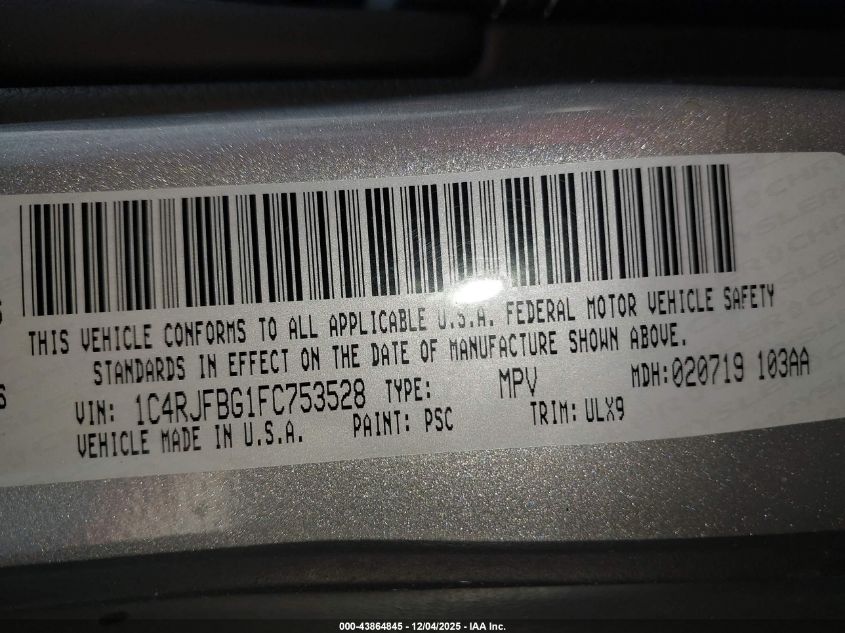 THIS VEHICLE CONFORMS TO ALL APPLICABLE U.S.A. FEDERAL MOTOR VEHICLE SAFETY
STANDARDS IN EFFECT ON THE DATE OF MANUFACTURE SHOWN ABOVE.
VIN: 1C4RJFBG1FC753528 TYPE: MPV MDH:020719 103AA
VEHICLE MADE IN U.S.A. PAINT: PSC TRIM: ULX9
000-43864845 - 12/04/2025 - IAA Inc.